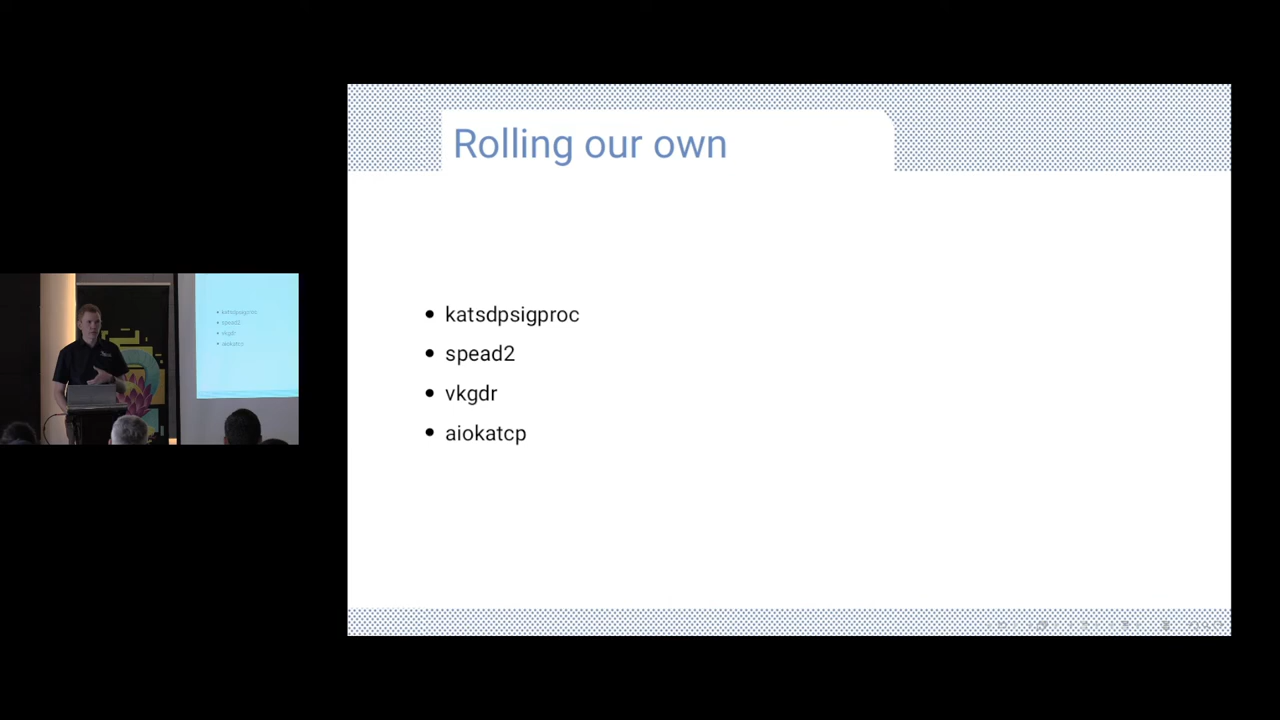 Rolling our own
• katsdpsigproc
• spead2
• vkgdr
• aiokatcp